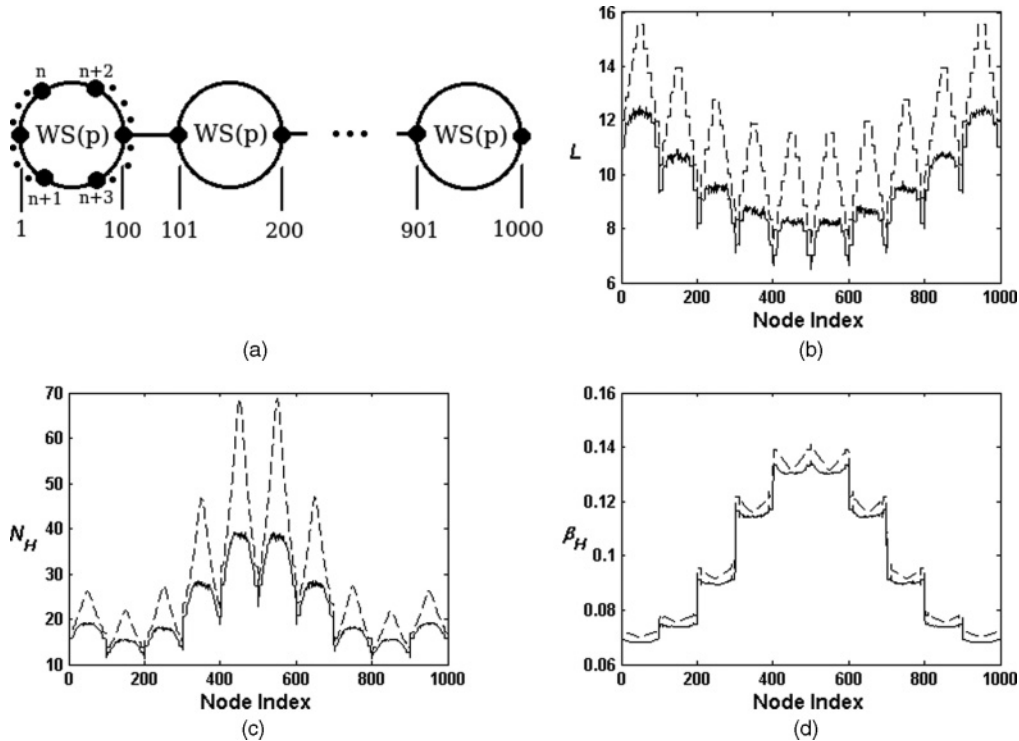 n
n+2
WS(p)
WS(p)
WS(p)
n+1
n+3
1
100
101
200
901
1000
(a)
16
14
12
10
8
6
L
0
200
400
600
800
1000
Node Index
(b)
70
60
50
40
30
20
10
N_H
0
200
400
600
800
1000
Node Index
(c)
0.16
0.14
0.12
0.1
0.08
0.06
β_H
0
200
400
600
800
1000
Node Index
(d)